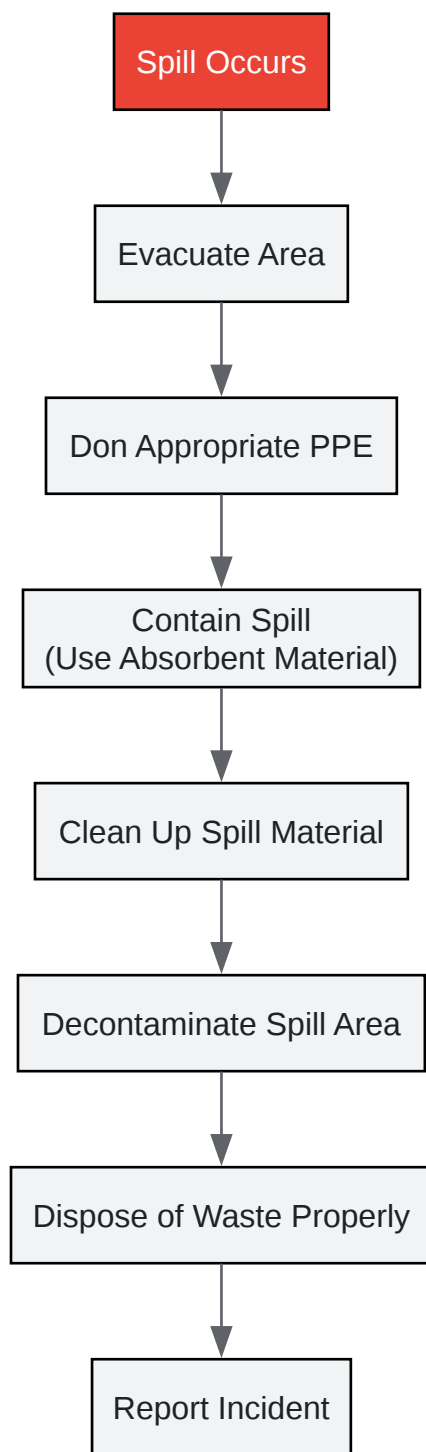 Spill Occurs
Evacuate Area
Don Appropriate PPE
Contain Spill
(Use Absorbent Material)
Clean Up Spill Material
Decontaminate Spill Area
Dispose of Waste Properly
Report Incident